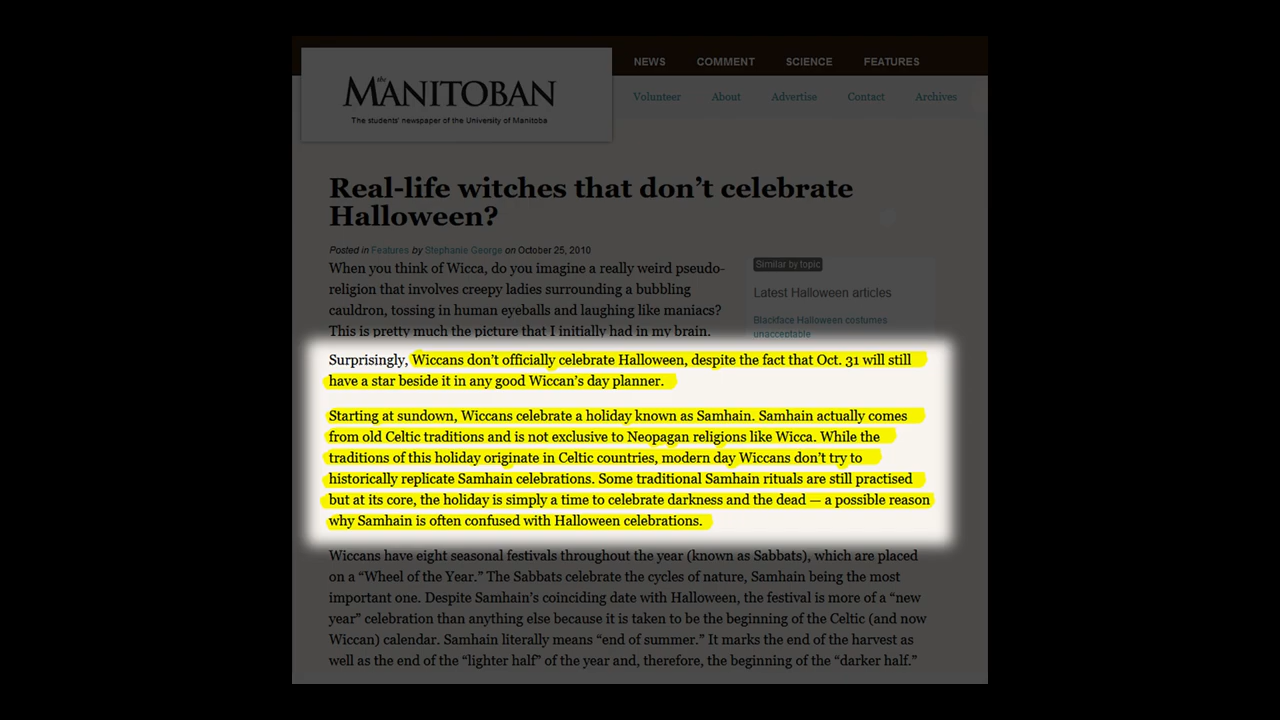 the
MANITOBAN
The students' newspaper of the University of Manitoba
NEWS COMMENT SCIENCE FEATURES
Volunteer About Advertise Contact Archives
Real-life witches that don't celebrate
Halloween?
Posted in Features by Stephanie George on October 25, 2010
When you think of Wicca, do you imagine a really weird pseudo-
religion that involves creepy ladies surrounding a bubbling
cauldron, tossing in human eyeballs and laughing like maniacs?
This is pretty much the picture that I initially had in my brain.
Similar by topic
Latest Halloween articles
Blackface Halloween costumes
unacceptable
Surprisingly, Wiccans don't officially celebrate Halloween, despite the fact that Oct. 31 will still
have a star beside it in any good Wiccan's day planner.
Starting at sundown, Wiccans celebrate a holiday known as Samhain. Samhain actually comes
from old Celtic traditions and is not exclusive to Neopagan religions like Wicca. While the
traditions of this holiday originate in Celtic countries, modern day Wiccans don't try to
historically replicate Samhain celebrations. Some traditional Samhain rituals are still practised
but at its core, the holiday is simply a time to celebrate darkness and the dead — a possible reason
why Samhain is often confused with Halloween celebrations.
Wiccans have eight seasonal festivals throughout the year (known as Sabbats), which are placed
on a “Wheel of the Year.” The Sabbats celebrate the cycles of nature, Samhain being the most
important one. Despite Samhain's coinciding date with Halloween, the festival is more of a “new
year” celebration than anything else because it is taken to be the beginning of the Celtic (and now
Wiccan) calendar. Samhain literally means “end of summer.” It marks the end of the harvest as
well as the end of the “lighter half” of the year and, therefore, the beginning of the “darker half.”